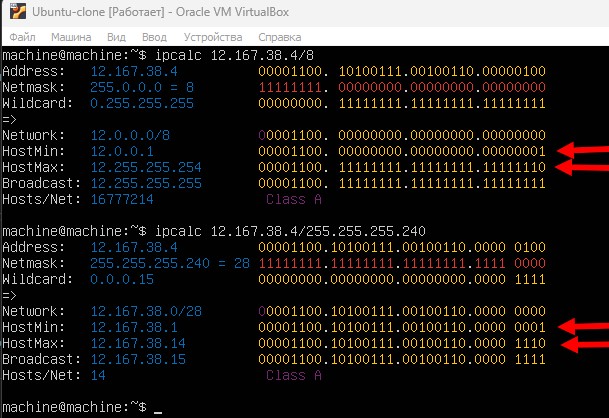 Ubuntu-clone [Работает] - Oracle VM VirtualBox
Файл Машина Вид Ввод Устройства Справка
machine@machine:~$ ipcalc 12.167.38.4/8
Address: 12.167.38.4 00001100. 10100111.00100110.00000100
Netmask: 255.0.0.0 = 8 11111111. 00000000.00000000.00000000
Wildcard: 0.255.255.255 00000000. 11111111.11111111.11111111
=>
Network: 12.0.0.0/8 00001100. 00000000.00000000.00000000
HostMin: 12.0.0.1 00001100. 00000000.00000000.00000001
HostMax: 12.255.255.254 00001100. 11111111.11111111.11111110
Broadcast: 12.255.255.255 00001100. 11111111.11111111.11111111
Hosts/Net: 16777214 Class A
machine@machine:~$ ipcalc 12.167.38.4/255.255.255.240
Address: 12.167.38.4 00001100.10100111.00100110.0000 0100
Netmask: 255.255.255.240 = 28 11111111.11111111.11111111.1111 0000
Wildcard: 0.0.0.15 00000000.00000000.00000000.0000 1111
=>
Network: 12.167.38.0/28 00001100.10100111.00100110.0000 0000
HostMin: 12.167.38.1 00001100.10100111.00100110.0000 0001
HostMax: 12.167.38.14 00001100.10100111.00100110.0000 1110
Broadcast: 12.167.38.15 00001100.10100111.00100110.0000 1111
Hosts/Net: 14 Class A
machine@machine:~$ _